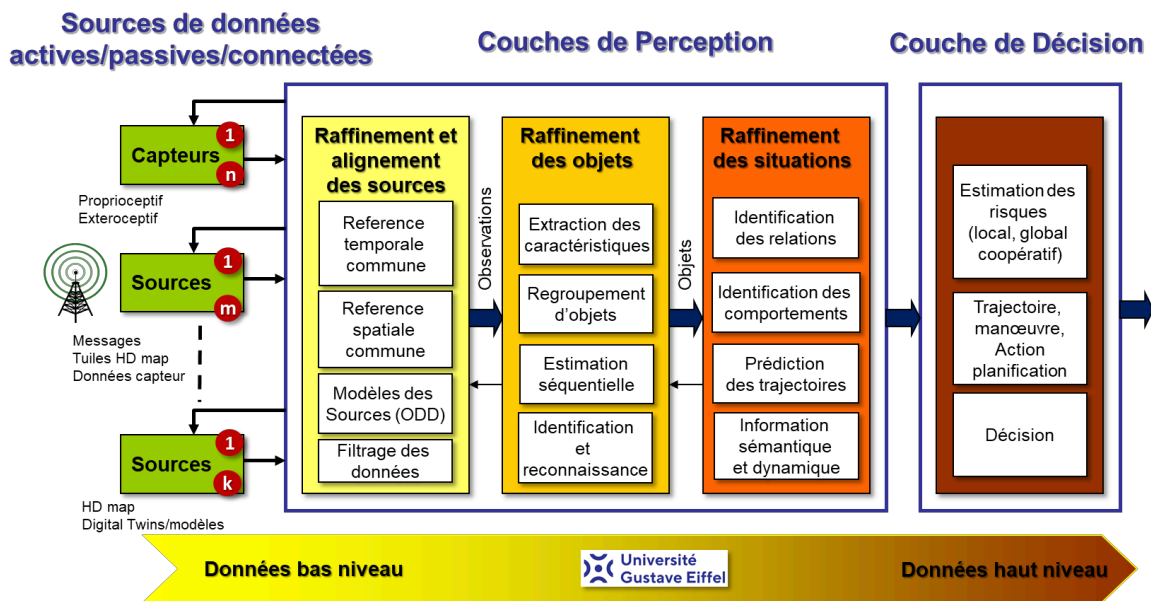 Sources de données
actives/passives/connectées
Couches de Perception
Couche de Décision
Capteurs
1
n
Proprioceptif
Exteroceptif
Sources
1
m
Messages
Tuiles HD map
Données capteur
Sources
1
k
HD map
Digital Twins/modèles
Raffinement et
alignement
des sources
Reference
temporale
commune
Reference
spatiale
commune
Modèles des
Sources (ODD)
Filtrage des
données
Observations
Raffinement
des objets
Extraction des
caractéristiques
Regroupement
d'objets
Estimation
séquentielle
Identification
et
reconnaissance
Objets
Raffinement
des situations
Identification
des relations
Identification des
comportements
Prédiction
des trajectoires
Information
sémantique
et dynamique
Estimation des
risques
(local, global
coopératif)
Trajectoire,
manœuvre,
Action
planification
Décision
Données bas niveau
Université
Gustave Eiffel
Données haut niveau